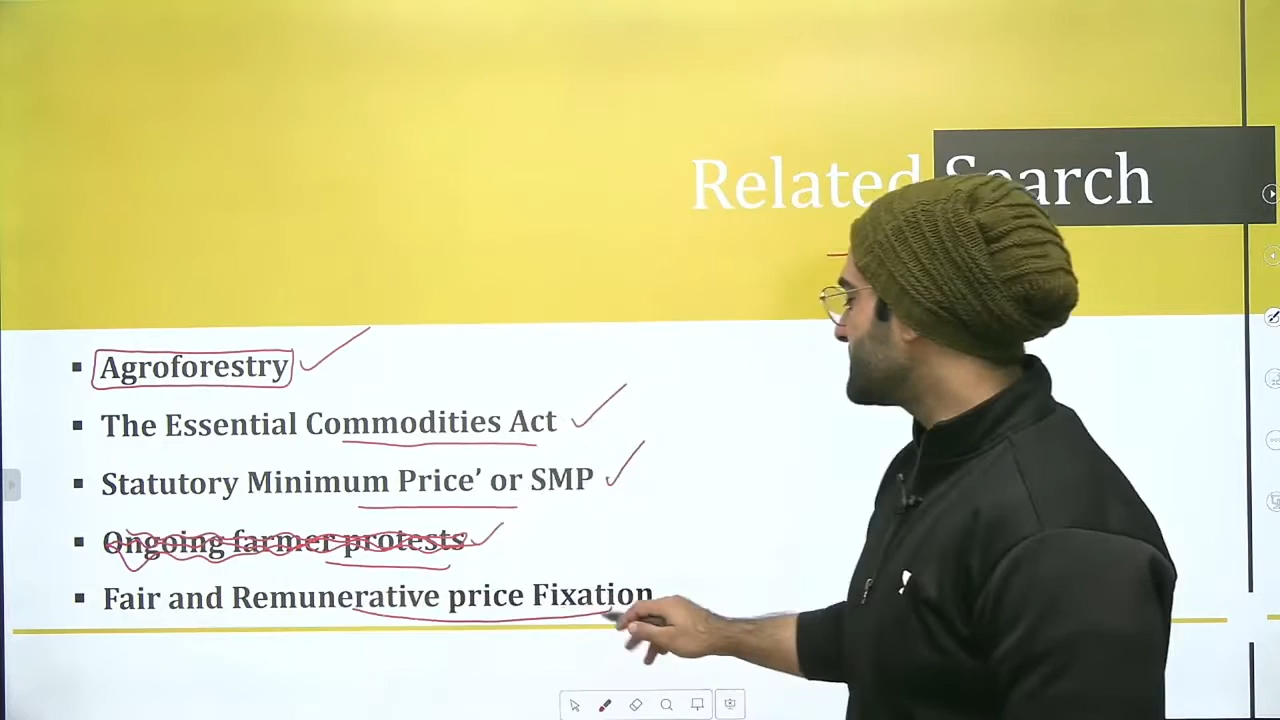 Related Search
Agroforestry
The Essential Commodities Act
Statutory Minimum Price’ or SMP
Ongoing farmer protests
Fair and Remunerative price Fixation